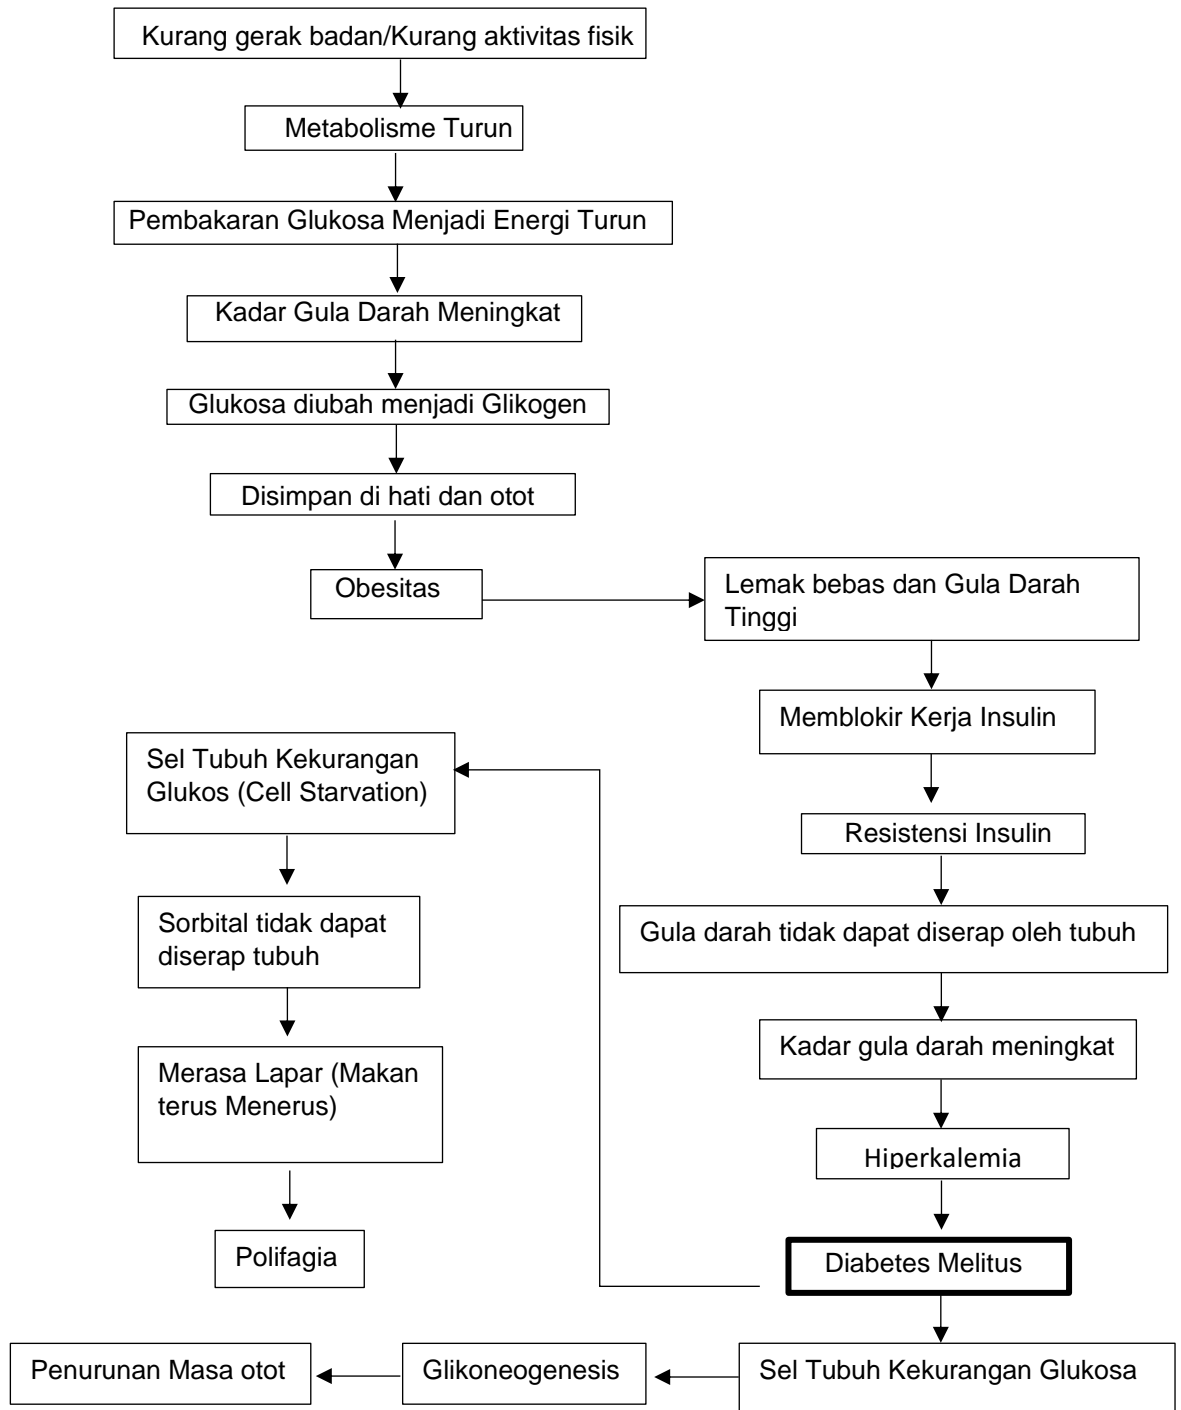 Kurang gerak badan/Kurang aktivitas fisik
Metabolisme Turun
Pembakaran Glukosa Menjadi Energi Turun
Kadar Gula Darah Meningkat
Glukosa diubah menjadi Glikogen
Disimpan di hati dan otot
Obesitas
Lemak bebas dan Gula Darah
Tinggi
Memblokir Kerja Insulin
Resistensi Insulin
Gula darah tidak dapat diserap oleh tubuh
Kadar gula darah meningkat
Hiperkalemia
Diabetes Melitus
Sel Tubuh Kekurangan
Glukos (Cell Starvation)
Sorbital tidak dapat
diserap tubuh
Merasa Lapar (Makan
terus Menerus)
Polifagia
Sel Tubuh Kekurangan Glukosa
Glikoneogenesis
Penurunan Masa otot